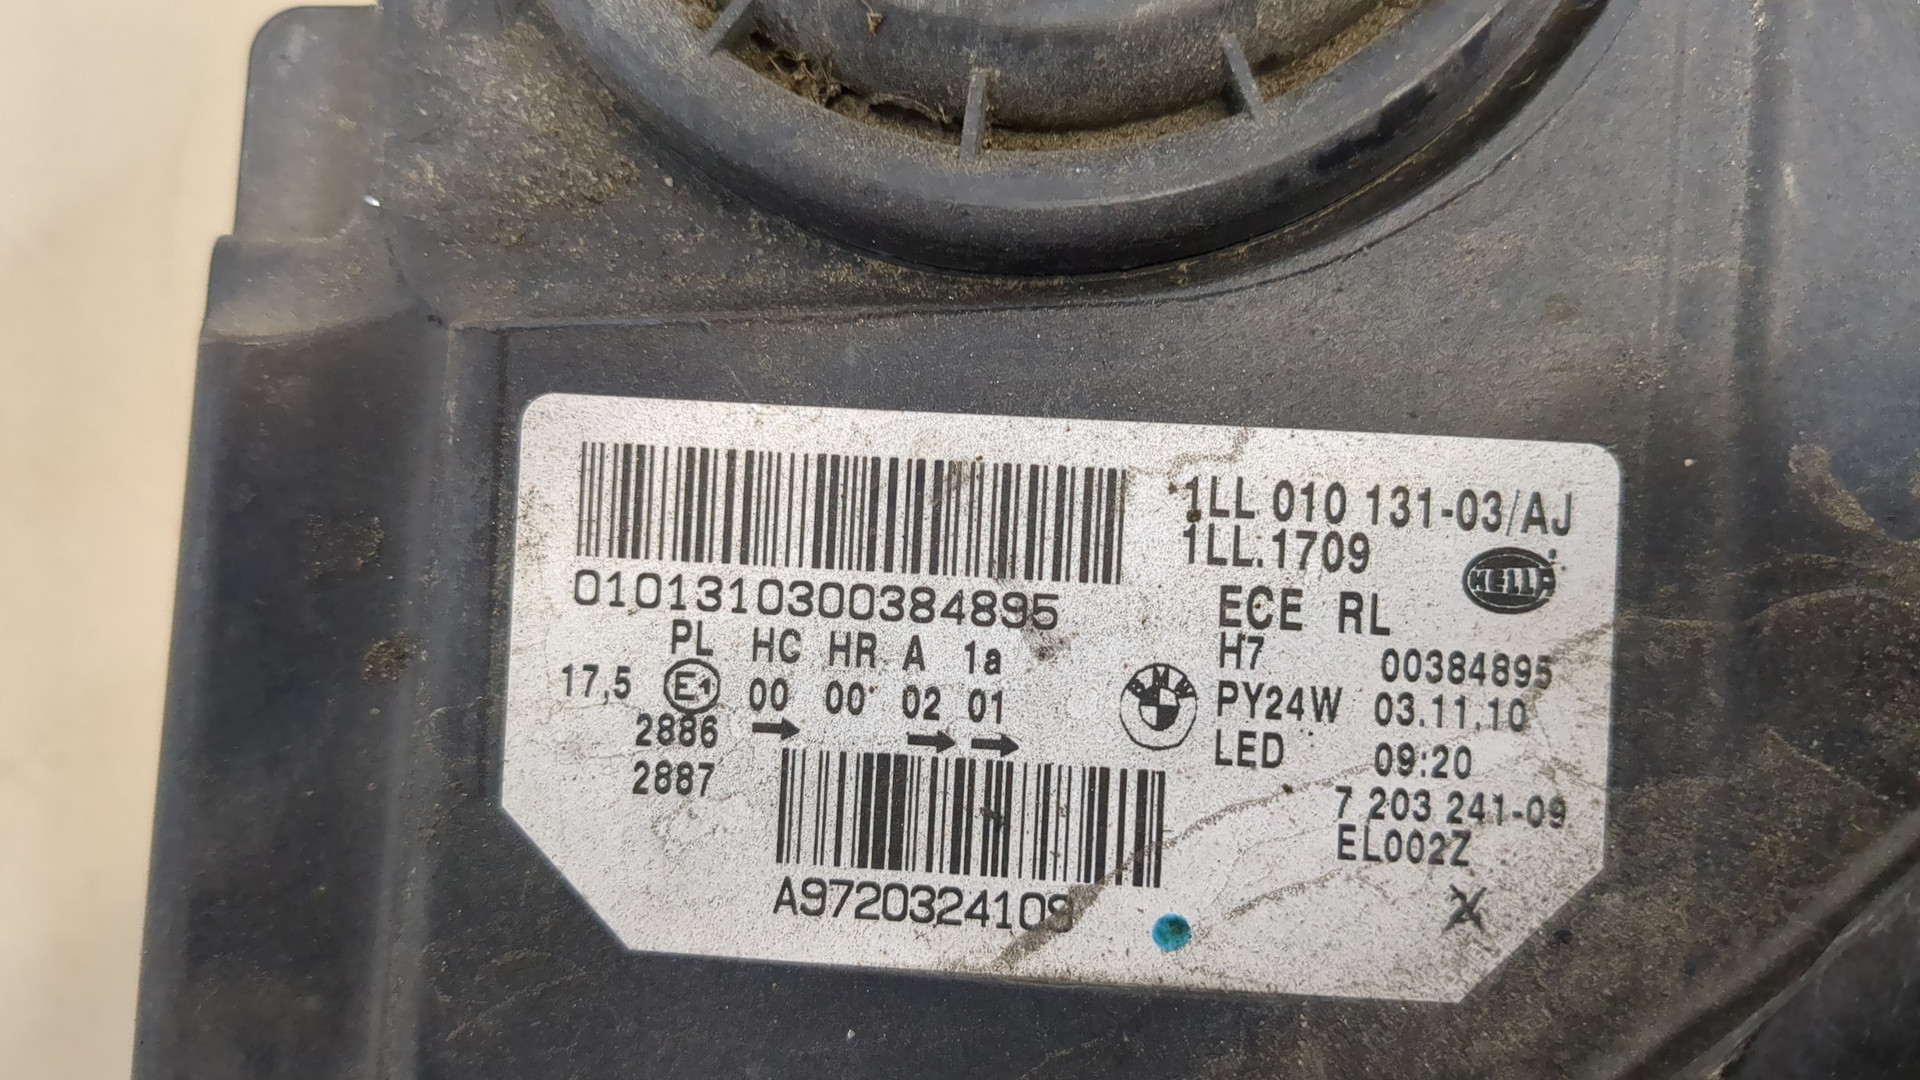 1LL 010 131-03/AJ
1LL.1709
HELLA
0101310300384895
ECE RL
PL HC HR A 1a
H7 00384895
17,5 E1 00 00 02 01
BMW
PY24W 03.11.10
2886
LED 09:20
2887
7 203 241-09
EL002Z
A9720324109